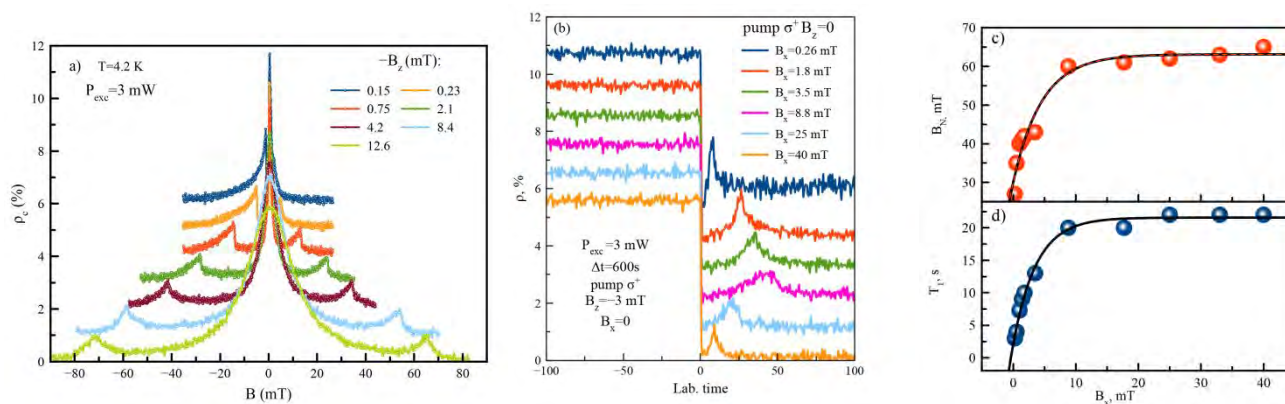 a)
T=4.2 K
P_exc=3 mW
−B_z (mT):
0.15
0.23
0.75
2.1
4.2
8.4
12.6
12
10
8
6
4
2
0
ρ_c (%)
−80 −60 −40 −20 0 20 40 60 80
B (mT)
(b)
pump σ⁺ B_z=0
B_x=0.26 mT
B_x=1.8 mT
B_x=3.5 mT
B_x=8.8 mT
B_x=25 mT
B_x=40 mT
P_exc=3 mW
Δt=600s
pump σ⁺
B_z=−3 mT
B_x=0
12
10
8
6
4
2
0
ρ, %
-100 -50 0 50 100
Lab. time
c)
70
60
50
40
30
B_N, mT
d)
20
15
10
5
0
T_1, s
0 10 20 30 40
B_x, mT